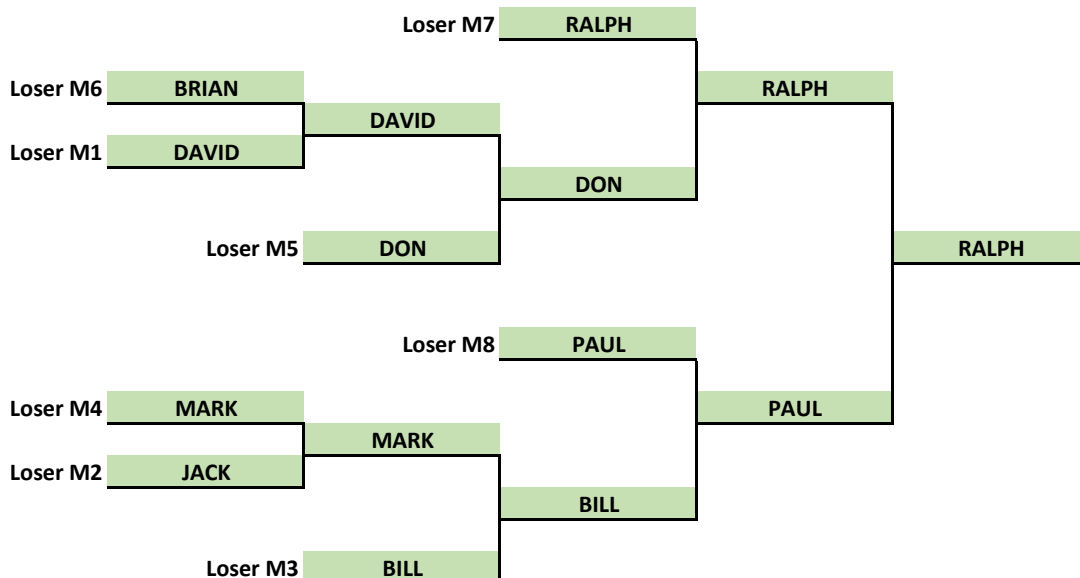 Loser M7 RALPH
Loser M6 BRIAN
RALPH
DAVID
Loser M1 DAVID
DON
Loser M5 DON
RALPH
Loser M8 PAUL
Loser M4 MARK
PAUL
MARK
Loser M2 JACK
BILL
Loser M3 BILL